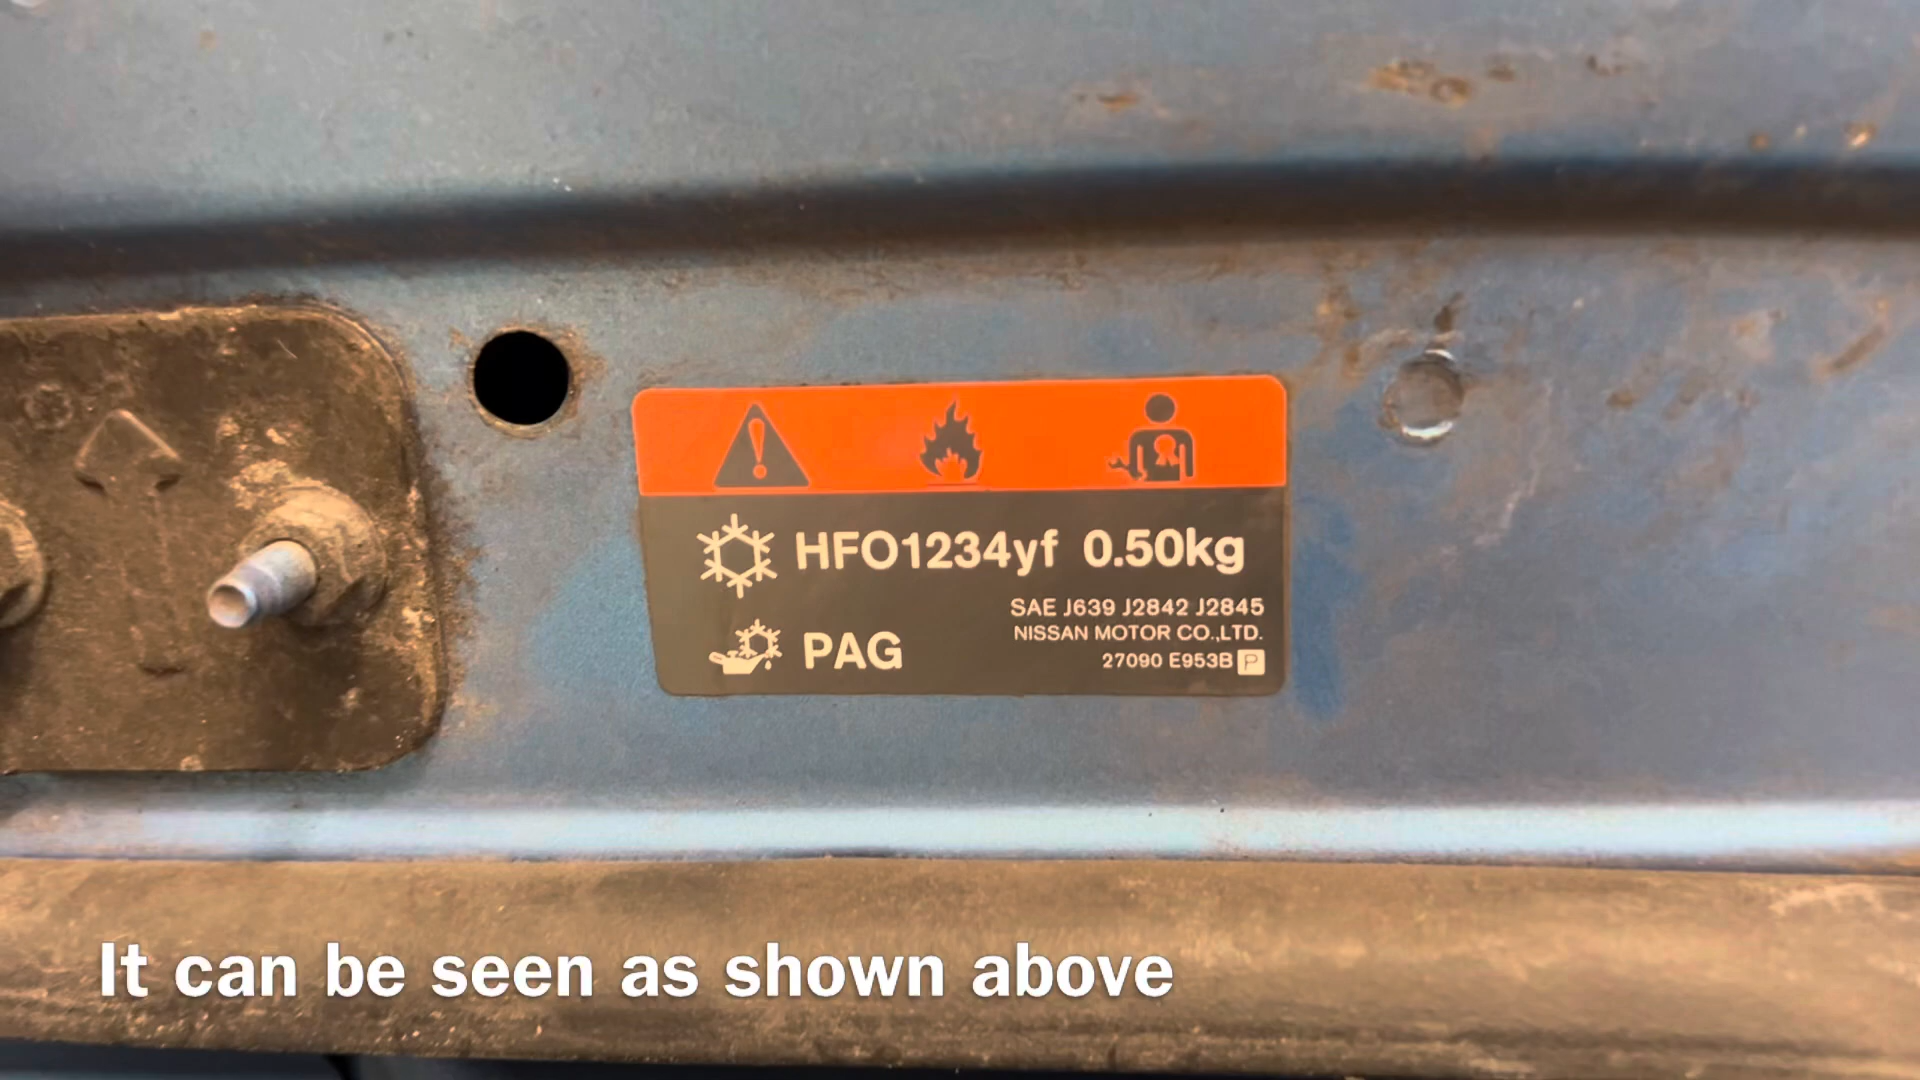 HFO1234yf 0.50kg
SAE J639 J2842 J2845
NISSAN MOTOR CO.,LTD.
PAG
27090 E953B P
It can be seen as shown above